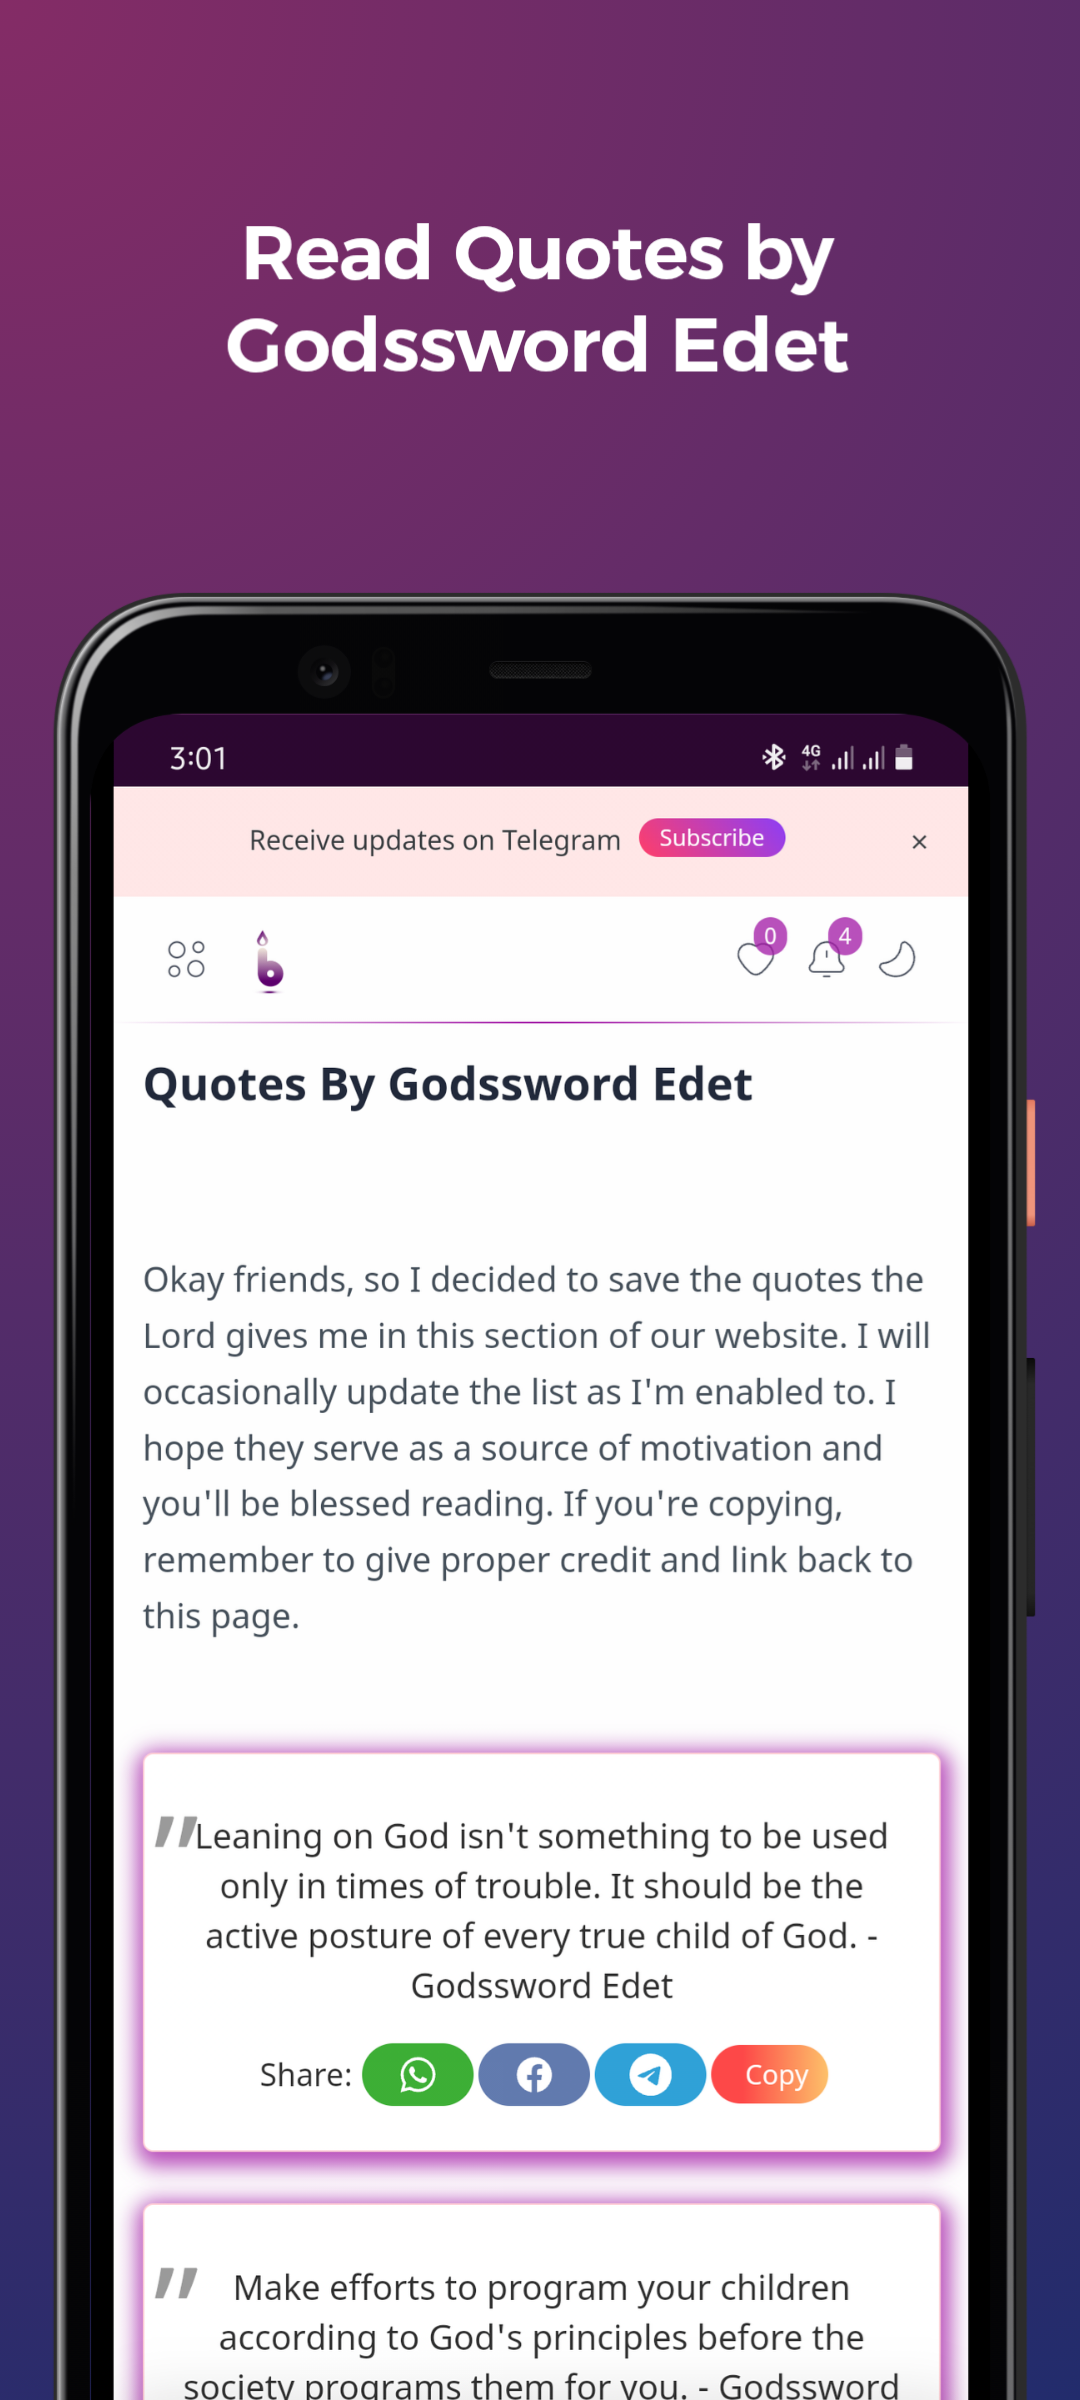 Read Quotes by
Godssword Edet
3:01
4G
Receive updates on Telegram Subscribe ×
b 0 4
Quotes By Godssword Edet
Okay friends, so I decided to save the quotes the
Lord gives me in this section of our website. I will
occasionally update the list as I'm enabled to. I
hope they serve as a source of motivation and
you'll be blessed reading. If you're copying,
remember to give proper credit and link back to
this page.
"Leaning on God isn't something to be used
only in times of trouble. It should be the
active posture of every true child of God. -
Godssword Edet
Share: Copy
" Make efforts to program your children
according to God's principles before the
society programs them for you. - Godssword